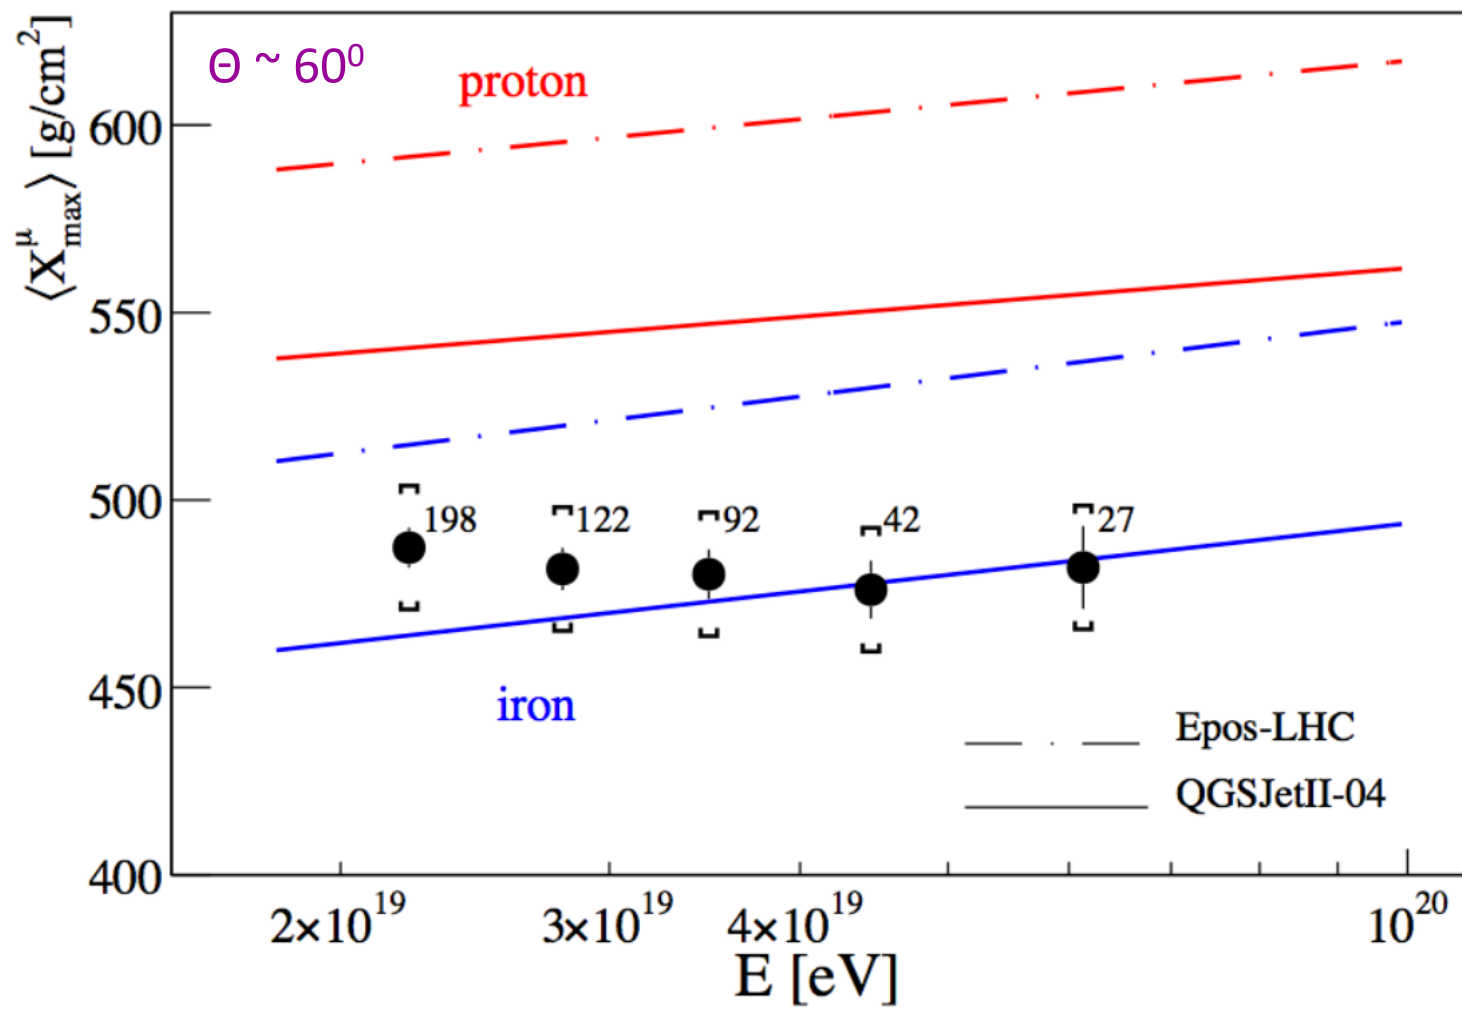 Θ ~ 60⁰
proton
⟨X^μ_max⟩ [g/cm²]
600
550
500
450
400
198
122
92
42
27
iron
Epos-LHC
QGSJetII-04
2×10¹⁹
3×10¹⁹
4×10¹⁹
10²⁰
E [eV]